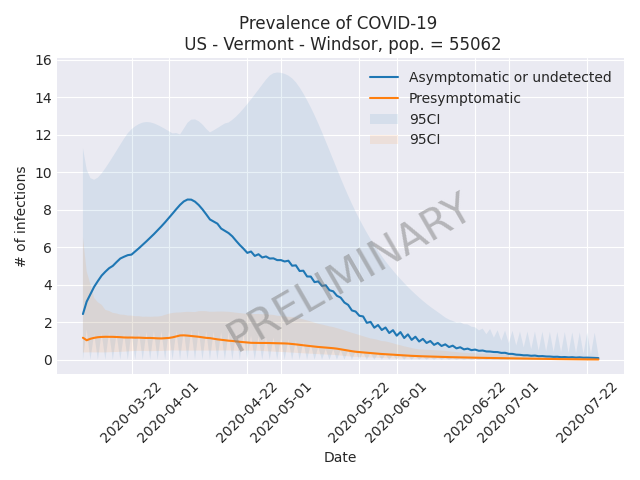 Prevalence of COVID-19
US - Vermont - Windsor, pop. = 55062
16
14
12
10
8
6
4
2
0
# of infections
Asymptomatic or undetected
Presymptomatic
95CI
95CI
PRELIMINARY
2020-03-22
2020-04-01
2020-04-22
2020-05-01
2020-05-22
2020-06-01
2020-06-22
2020-07-01
2020-07-22
Date